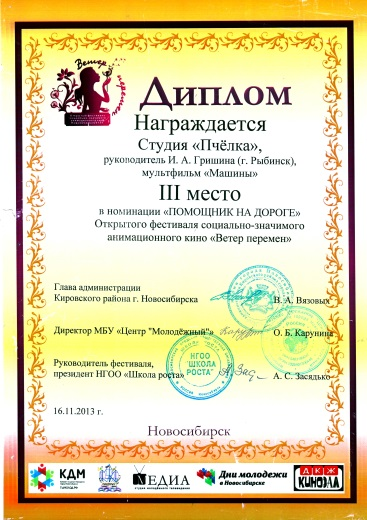 Ветер перемен
Диплом
Награждается
Студия «Пчёлка»,
руководитель И. А. Гришина (г. Рыбинск),
мультфильм «Машины»
III место
в номинации «ПОМОЩНИК НА ДОРОГЕ»
Открытого фестиваля социально-значимого
анимационного кино «Ветер перемен»
Глава администрации
Кировского района г. Новосибирска В. А. Вязовых
Директор МБУ «Центр "Молодёжный"» О. Б. Карунина
НГОО
"ШКОЛА
РОСТА"
Руководитель фестиваля,
президент НГОО «Школа роста» А. С. Засядько
16.11.2013 г.
Новосибирск
КДМ
МЕДИА
Дни молодежи
в Новосибирске
ДКЖ
КИНОЗАЛ